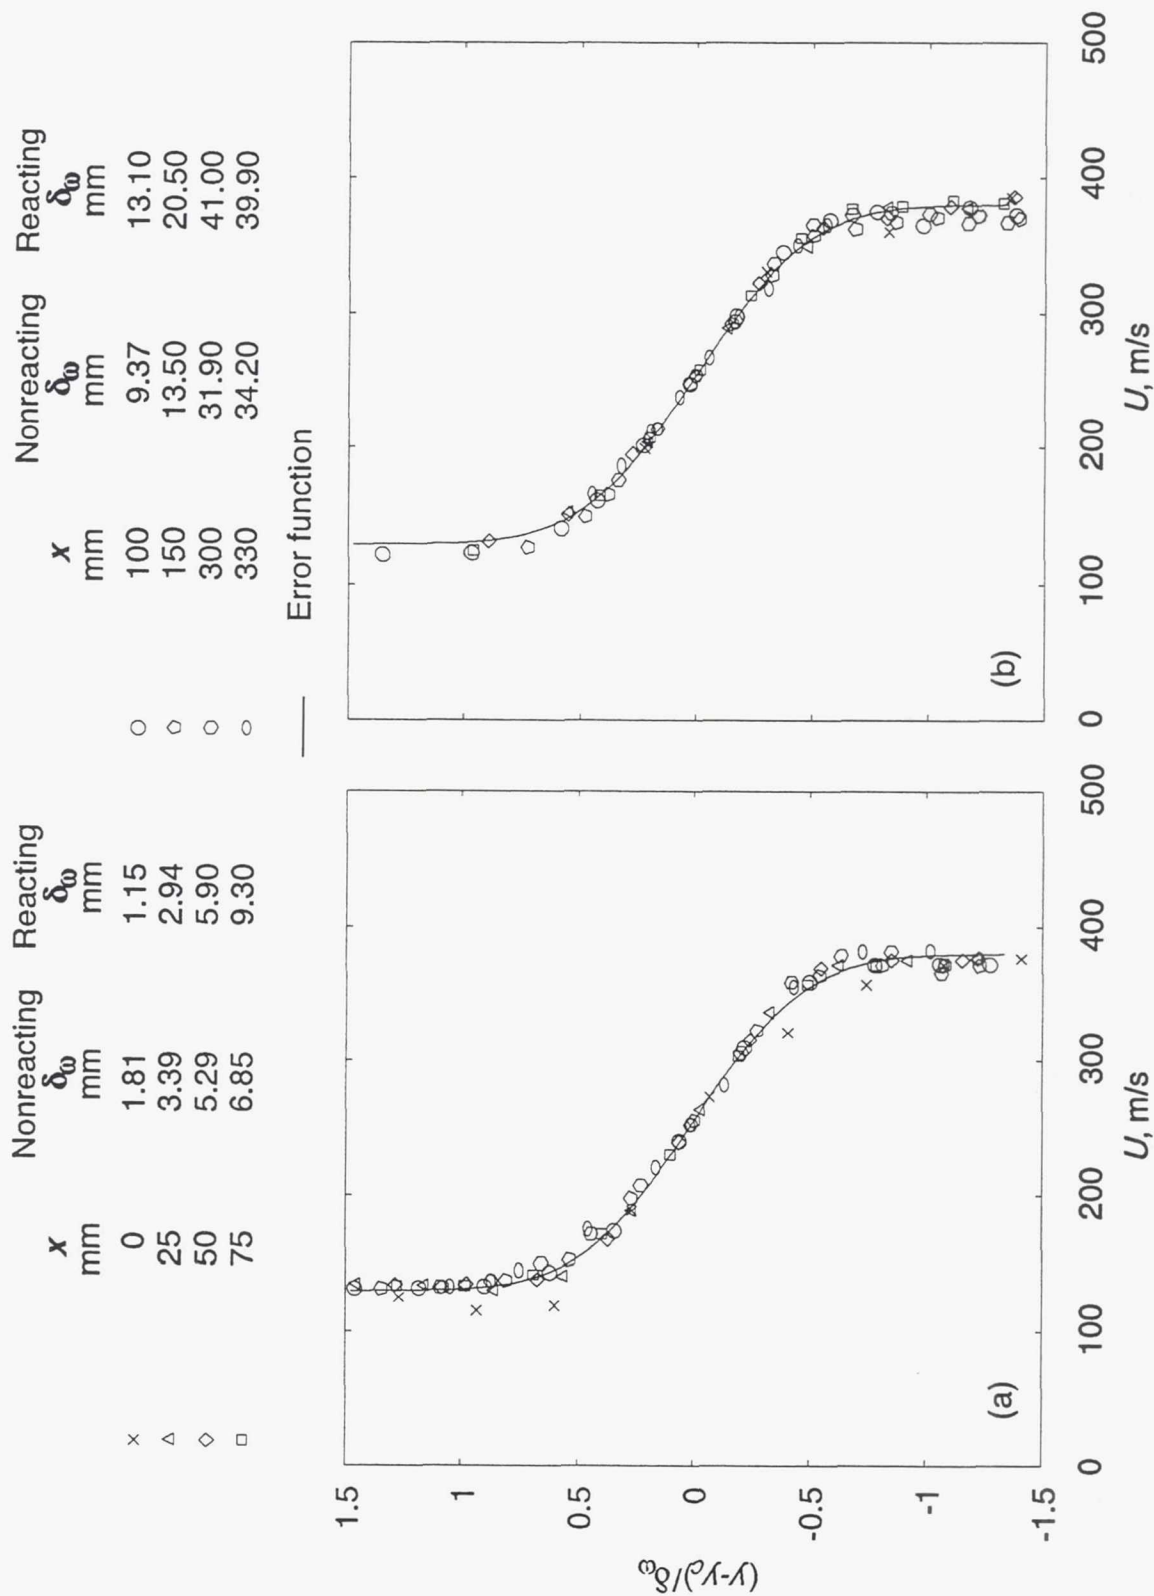 Nonreacting Reacting
x δω δω
mm mm mm
× 0 1.81 1.15
△ 25 3.39 2.94
◇ 50 5.29 5.90
□ 75 6.85 9.30
Nonreacting Reacting
x δω δω
mm mm mm
100 9.37 13.10
150 13.50 20.50
300 31.90 41.00
330 34.20 39.90
Error function
(y-yc)/δω
1.5
1
0.5
0
-0.5
-1
-1.5
(a)
0 100 200 300 400 500
U, m/s
(b)
0 100 200 300 400 500
U, m/s